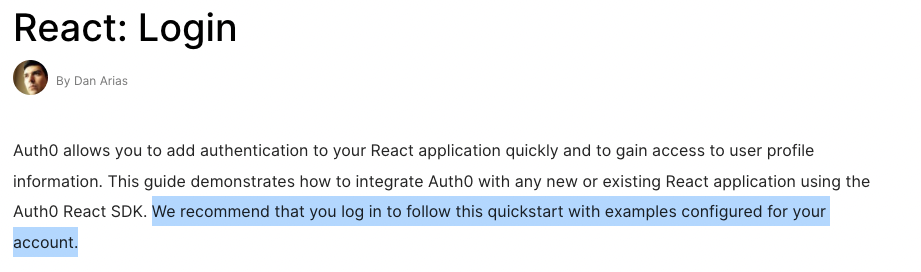 React: Login
By Dan Arias
Auth0 allows you to add authentication to your React application quickly and to gain access to user profile
information. This guide demonstrates how to integrate Auth0 with any new or existing React application using the
Auth0 React SDK. We recommend that you log in to follow this quickstart with examples configured for your
account.